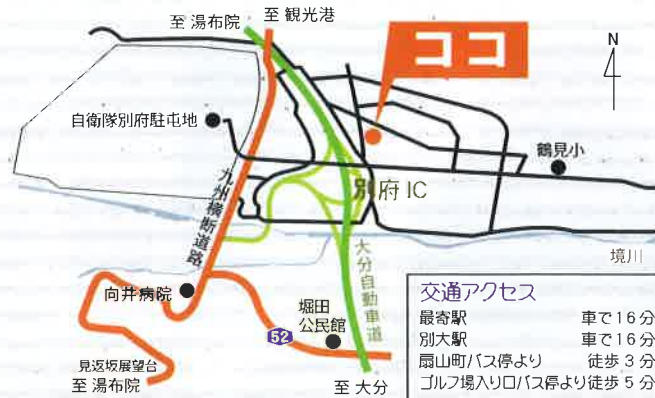 至 湯布院
至 観光港
ココ
N
自衛隊別府駐屯地
鶴見小
九州横断道路
別府 IC
境川
大分自動車道
向井病院
堀田
公民館
52
見返坂展望台
至 湯布院
至 大分
交通アクセス
最寄駅 車で16分
別大駅 車で16分
扇山町バス停より 徒歩3分
ゴルフ場入り口バス停より徒歩5分